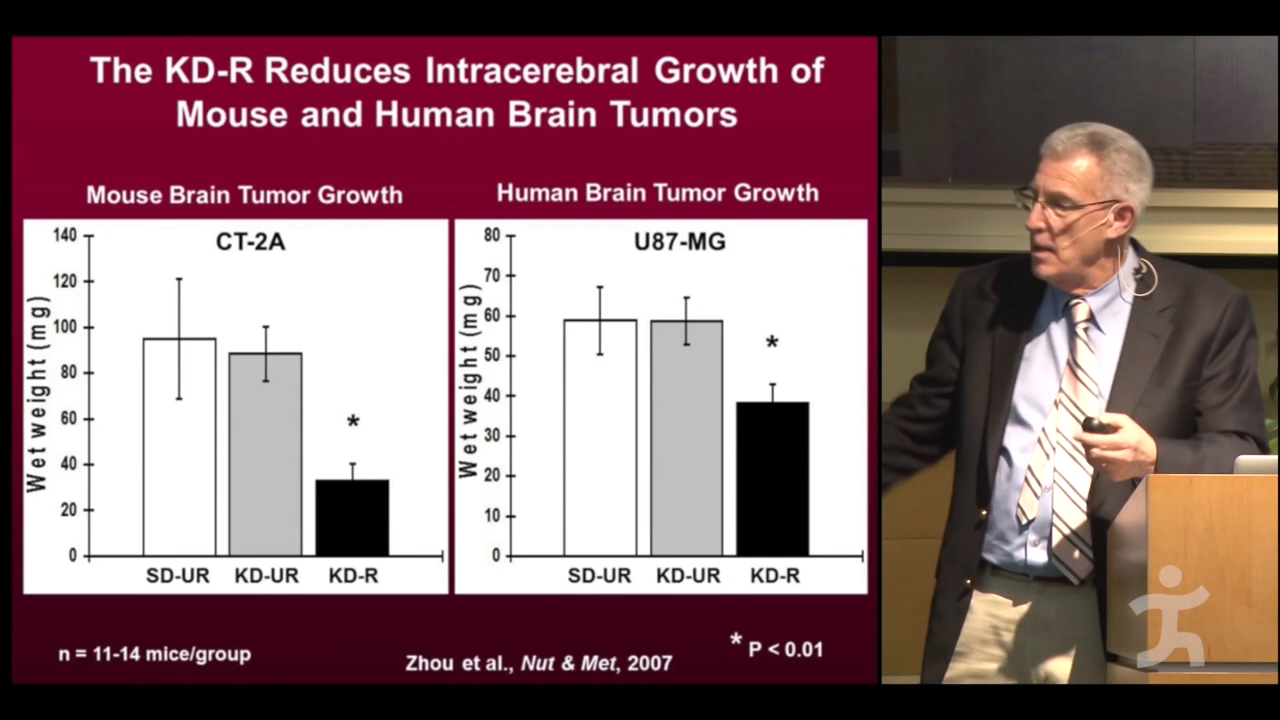 The KD-R Reduces Intracerebral Growth of
Mouse and Human Brain Tumors
Mouse Brain Tumor Growth
CT-2A
Wet weight (mg)
140
120
100
80
60
40
20
0
*
SD-UR KD-UR KD-R
Human Brain Tumor Growth
U87-MG
Wet weight (mg)
80
70
60
50
40
30
20
10
0
*
SD-UR KD-UR KD-R
n = 11-14 mice/group
Zhou et al., Nut & Met, 2007
* P < 0.01